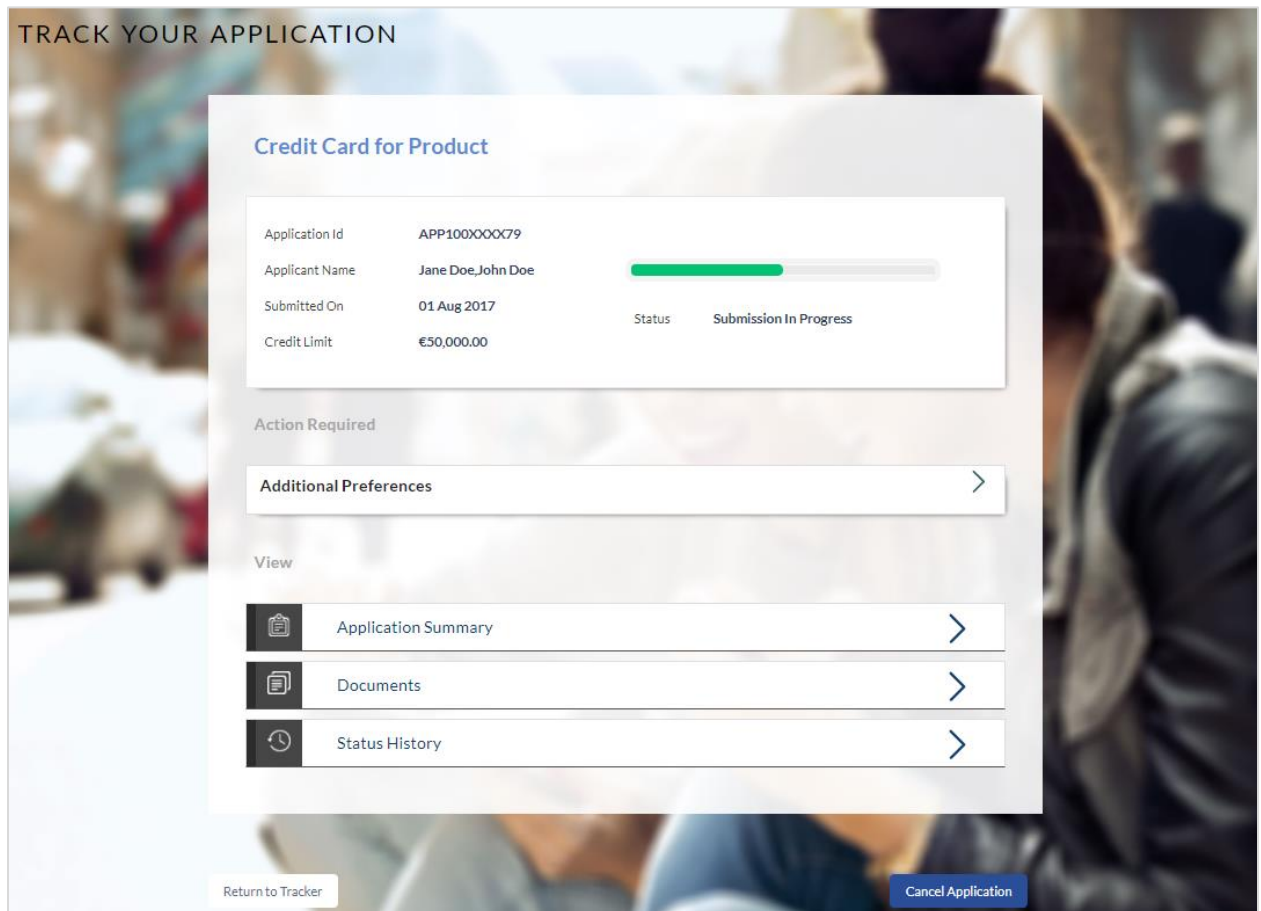 TRACK YOUR APPLICATION
Credit Card for Product
Application Id APP100XXXX79
Applicant Name Jane Doe,John Doe
Submitted On 01 Aug 2017
Credit Limit €50,000.00
Status Submission In Progress
Action Required
Additional Preferences
View
Application Summary
Documents
Status History
Return to Tracker
Cancel Application